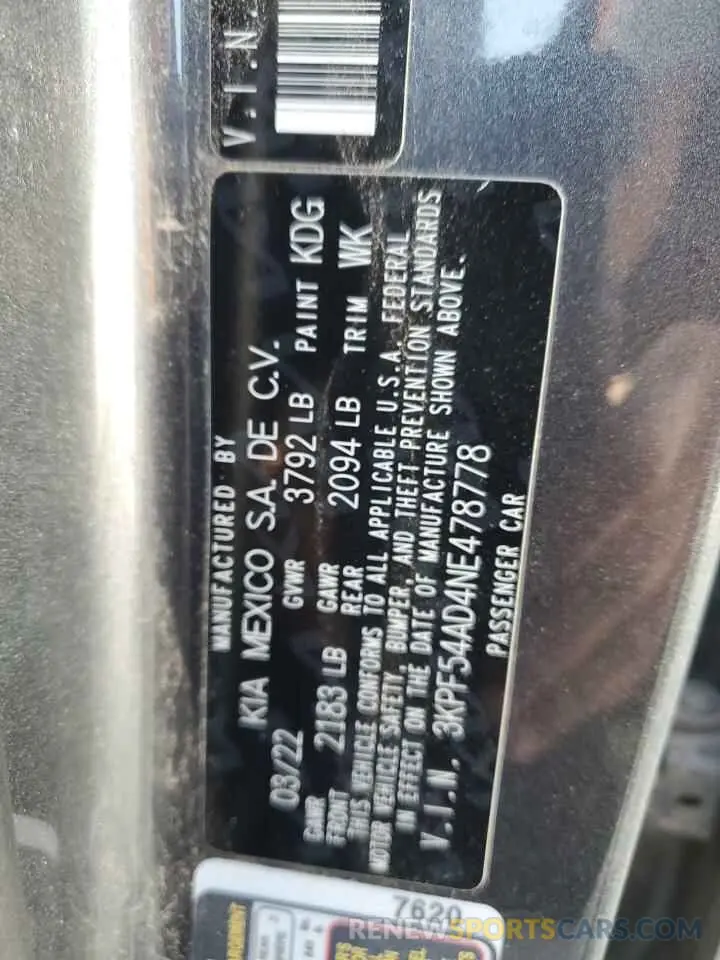 V.I.N.
MANUFACTURED BY
KIA MEXICO S.A. DE C.V.
03/22 GVWR 3792 LB PAINT KDG
GAWR FRONT 2183 LB GAWR REAR 2094 LB TRIM WK
THIS VEHICLE CONFORMS TO ALL APPLICABLE U.S.A. FEDERAL
MOTOR VEHICLE SAFETY, BUMPER, AND THEFT PREVENTION STANDARDS
IN EFFECT ON THE DATE OF MANUFACTURE SHOWN ABOVE.
V.I.N. 3KPF54AD4NE478778
PASSENGER CAR
7620
RENEWSPORTSCARS.COM